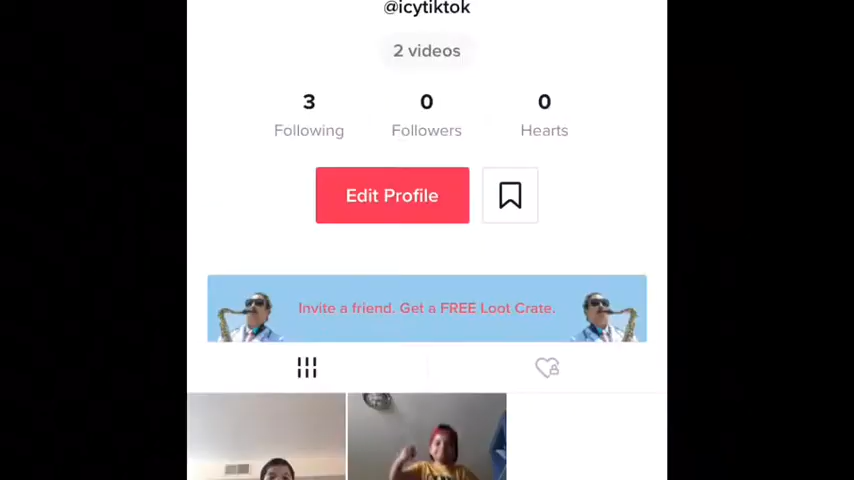 @icytiktok
2 videos
3 0 0
Following Followers Hearts
Edit Profile
Invite a friend. Get a FREE Loot Crate.